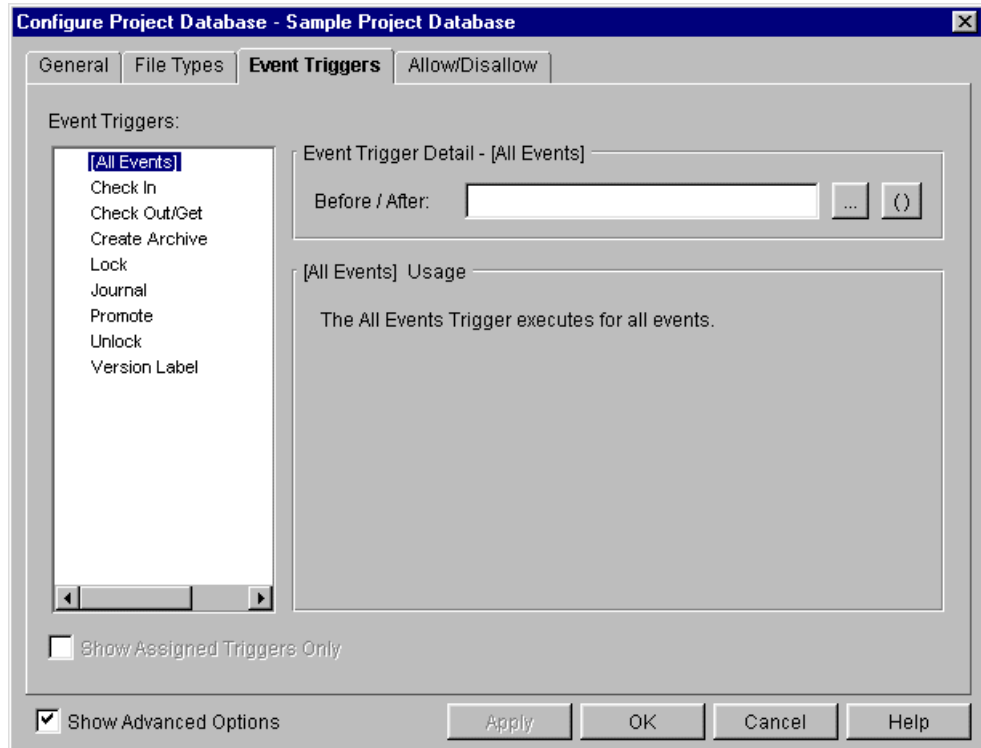 Configure Project Database - Sample Project Database
General File Types Event Triggers Allow/Disallow
Event Triggers:
[All Events]
Check In
Check Out/Get
Create Archive
Lock
Journal
Promote
Unlock
Version Label
Event Trigger Detail - [All Events]
Before / After: ... ()
[All Events] Usage
The All Events Trigger executes for all events.
Show Assigned Triggers Only
Show Advanced Options Apply OK Cancel Help